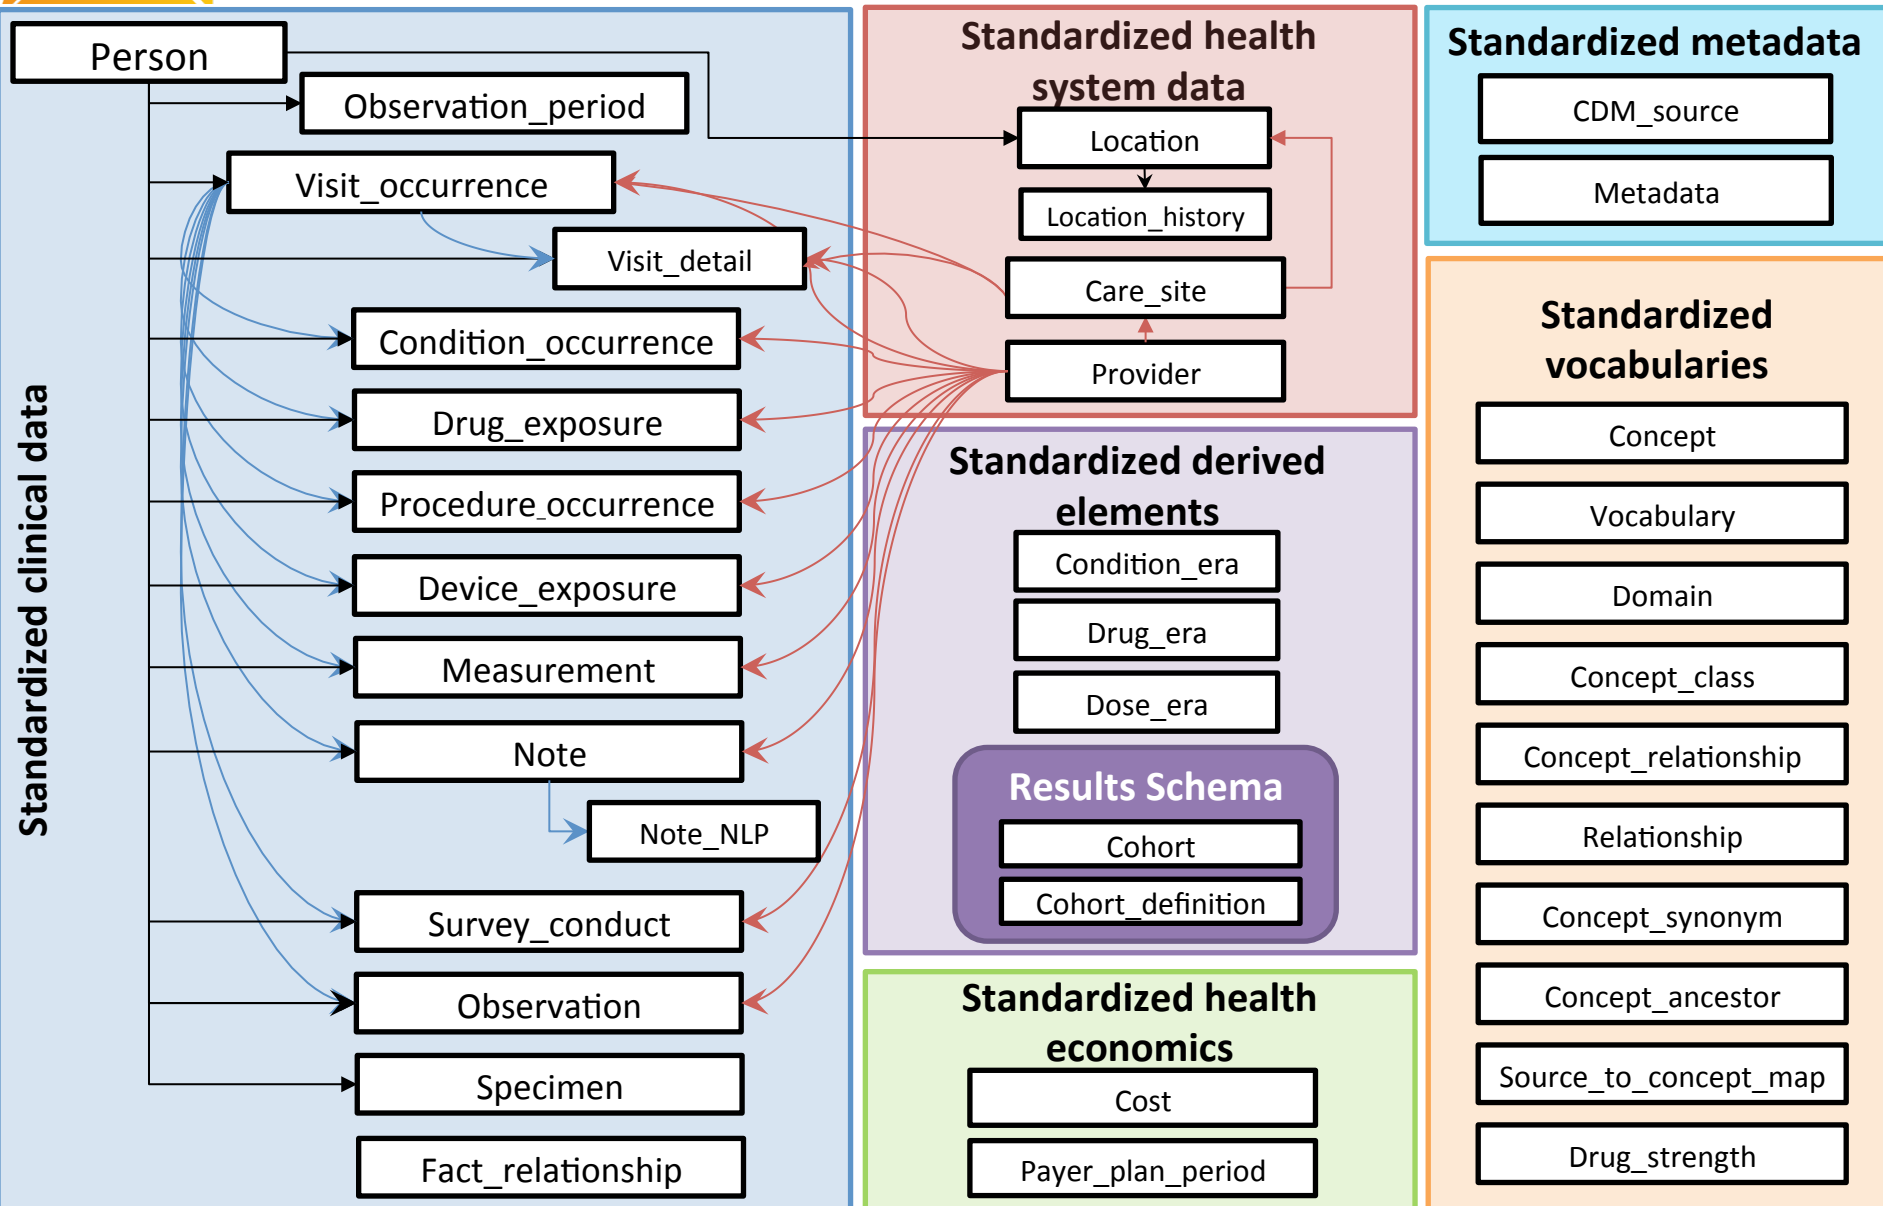 Standardized clinical data
Person
Observation_period
Visit_occurrence
Visit_detail
Condition_occurrence
Drug_exposure
Procedure_occurrence
Device_exposure
Measurement
Note
Note_NLP
Survey_conduct
Observation
Specimen
Fact_relationship
Standardized health
system data
Location
Location_history
Care_site
Provider
Standardized derived
elements
Condition_era
Drug_era
Dose_era
Results Schema
Cohort
Cohort_definition
Standardized health
economics
Cost
Payer_plan_period
Standardized metadata
CDM_source
Metadata
Standardized
vocabularies
Concept
Vocabulary
Domain
Concept_class
Concept_relationship
Relationship
Concept_synonym
Concept_ancestor
Source_to_concept_map
Drug_strength